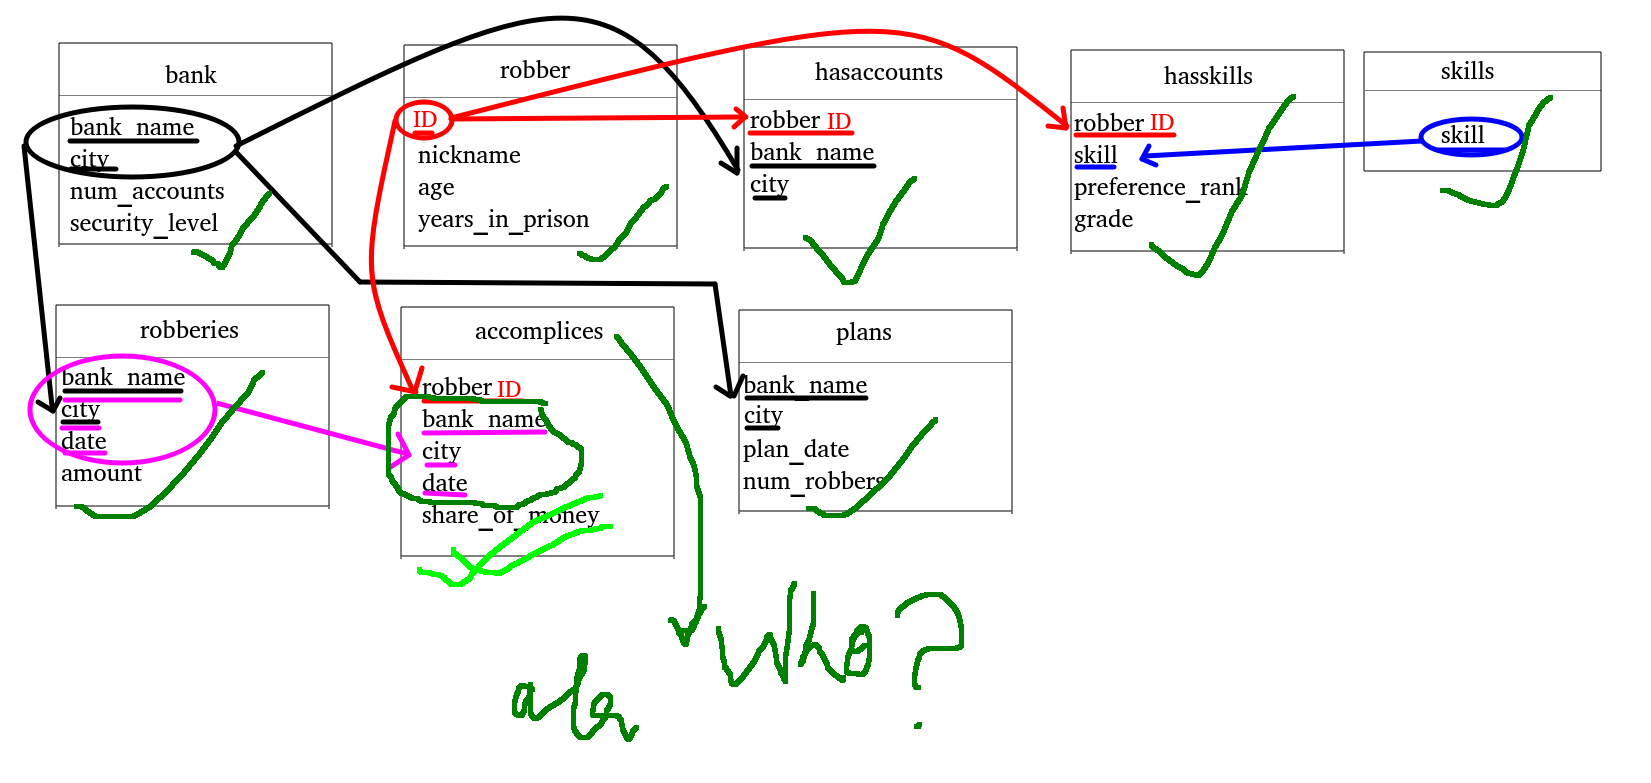 bank
bank_name
city
num_accounts
security_level
robber
ID
nickname
age
years_in_prison
hasaccounts
robber ID
bank_name
city
hasskills
robber ID
skill
preference_rank
grade
skills
skill
robberies
bank_name
city
date
amount
accomplices
robber ID
bank_name
city
date
share_of_money
plans
bank_name
city
plan_date
num_robbers
Who?